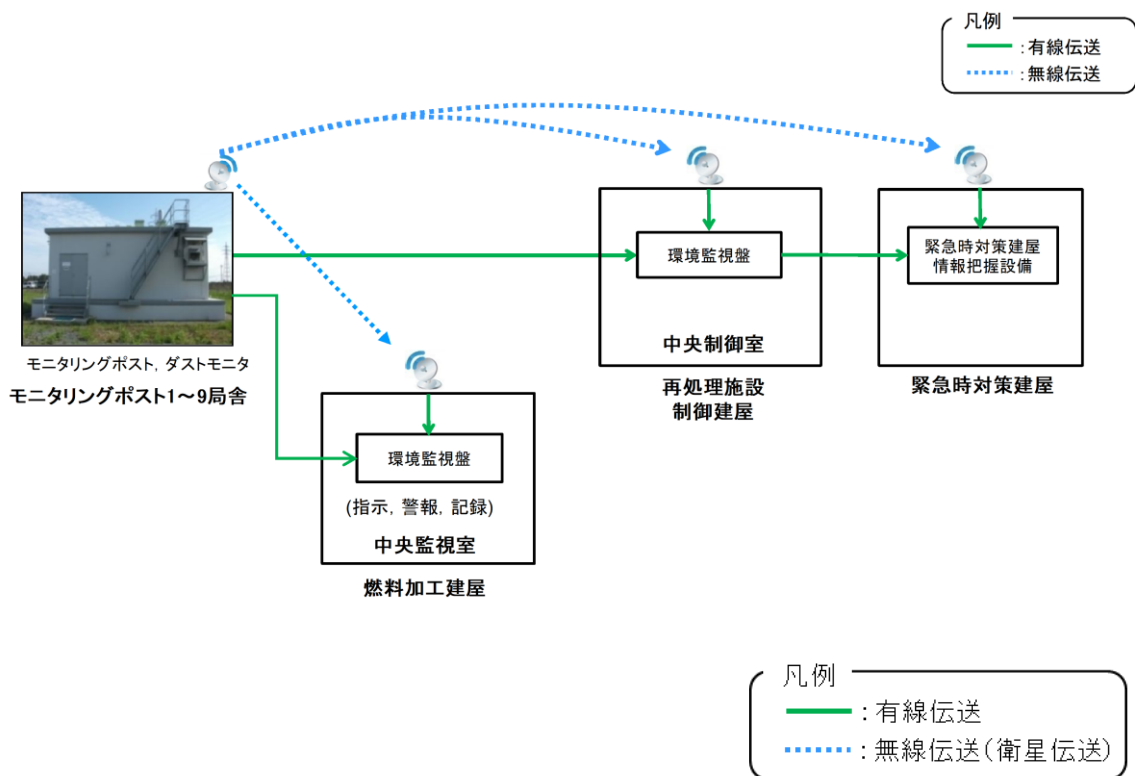 凡例
：有線伝送
：無線伝送
モニタリングポスト，ダストモニタ
モニタリングポスト1～9局舎
環境監視盤
(指示，警報，記録)
中央監視室
燃料加工建屋
環境監視盤
中央制御室
再処理施設
制御建屋
緊急時対策建屋
情報把握設備
緊急時対策建屋
凡例
：有線伝送
：無線伝送(衛星伝送)